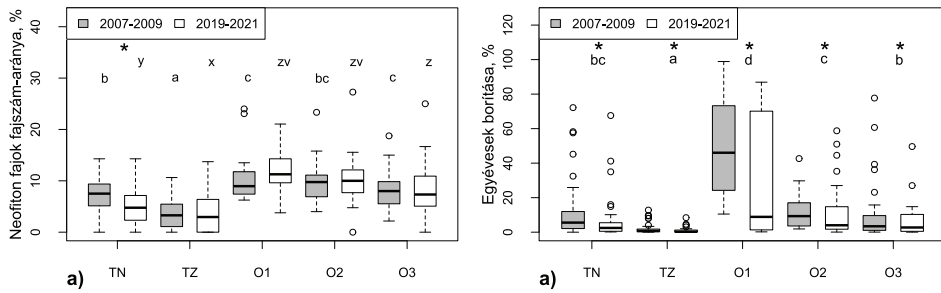 2007-2009 2019-2021
Neofiton fajok fajszám-aránya, %
0 10 20 30 40
*
b y a x c zv bc zv c z
TN TZ O1 O2 O3
a)
2007-2009 2019-2021
Egyévesek borítása, %
0 20 40 60 80 100 120
* * * * *
bc a d c b
TN TZ O1 O2 O3
a)